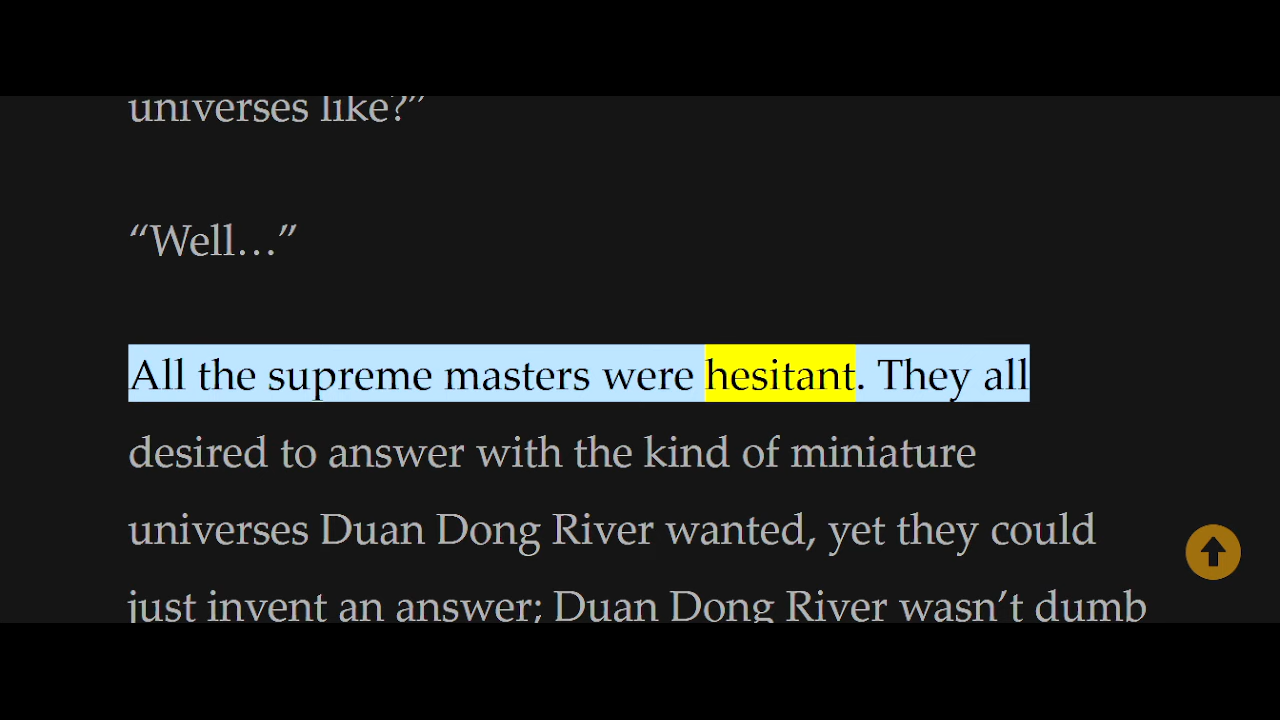 universes like?”
“Well…”
All the supreme masters were hesitant. They all
desired to answer with the kind of miniature
universes Duan Dong River wanted, yet they could
just invent an answer; Duan Dong River wasn’t dumb